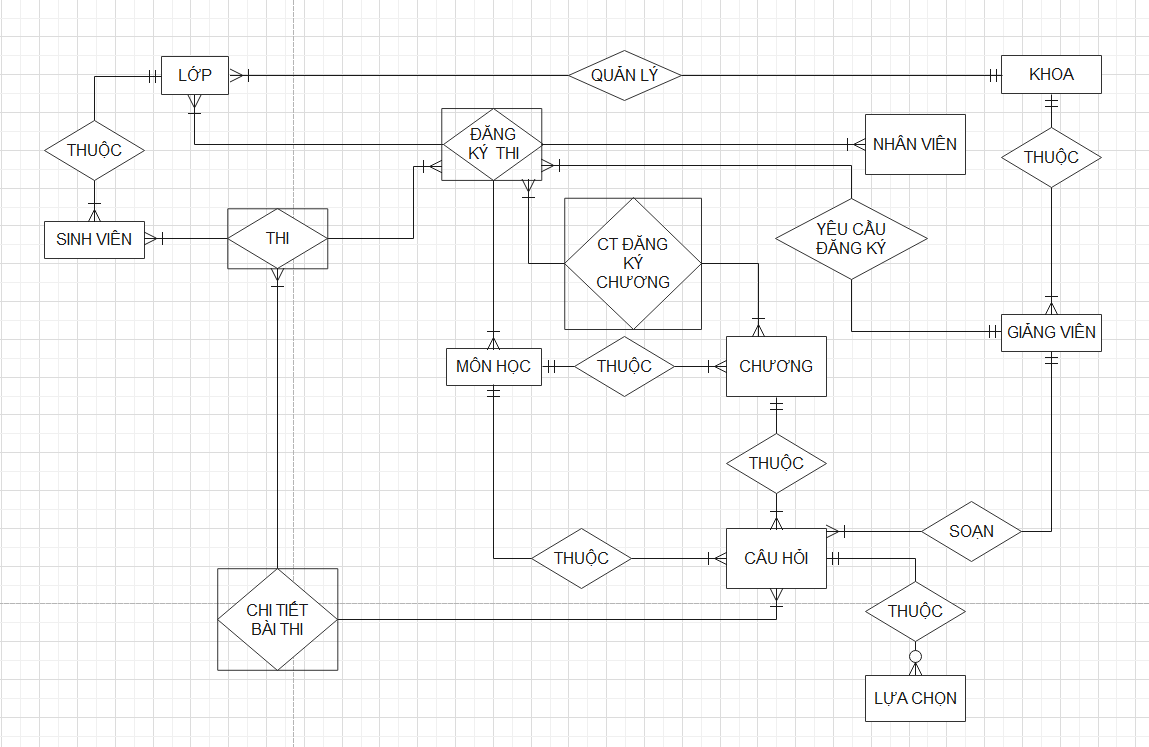 LỚP
QUẢN LÝ
KHOA
ĐĂNG
KÝ THI
NHÂN VIÊN
THUỘC
THUỘC
SINH VIÊN
THI
CT ĐĂNG
KÝ
CHƯƠNG
YÊU CẦU
ĐĂNG KÝ
GIẢNG VIÊN
MÔN HỌC
THUỘC
CHƯƠNG
THUỘC
SOẠN
THUỘC
CÂU HỎI
CHI TIẾT
BÀI THI
THUỘC
LỰA CHỌN